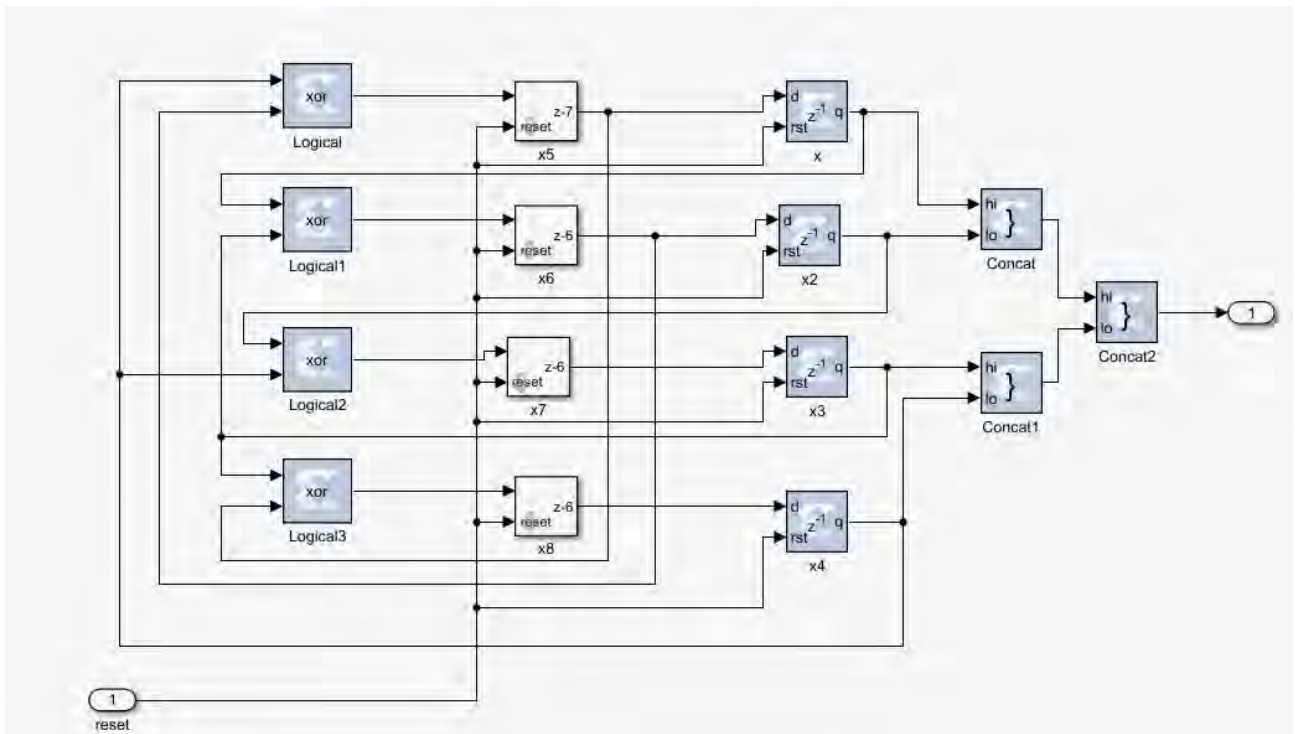 xor
Logical
z-7
reset
x5
d
z-1 q
rst
x
xor
Logical1
z-6
reset
x6
d
z-1 q
rst
x2
hi
}
lo
Concat
xor
Logical2
z-6
reset
x7
d
z-1 q
rst
x3
hi
}
lo
Concat1
hi
}
lo
Concat2
1
xor
Logical3
z-6
reset
x8
d
z-1 q
rst
x4
1
reset